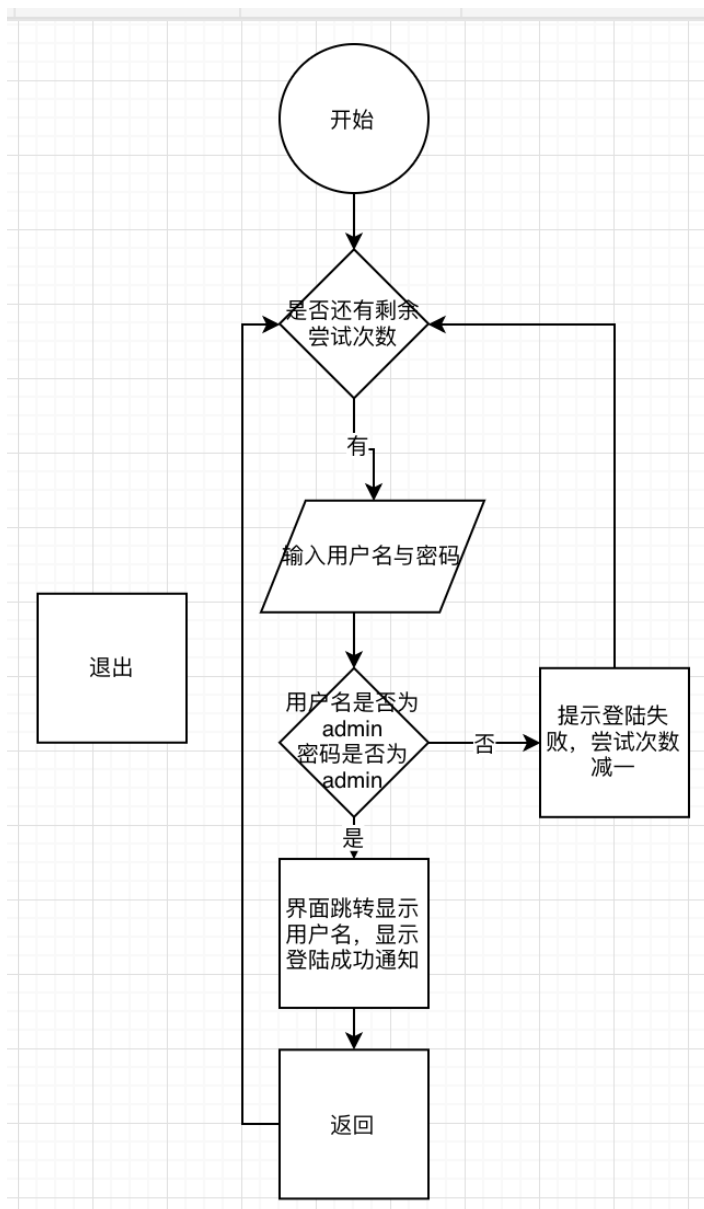 开始
是否还有剩余
尝试次数
有
输入用户名与密码
退出
用户名是否为
admin
密码是否为
admin
否
提示登陆失
败，尝试次数
减一
是
界面跳转显示
用户名，显示
登陆成功通知
返回